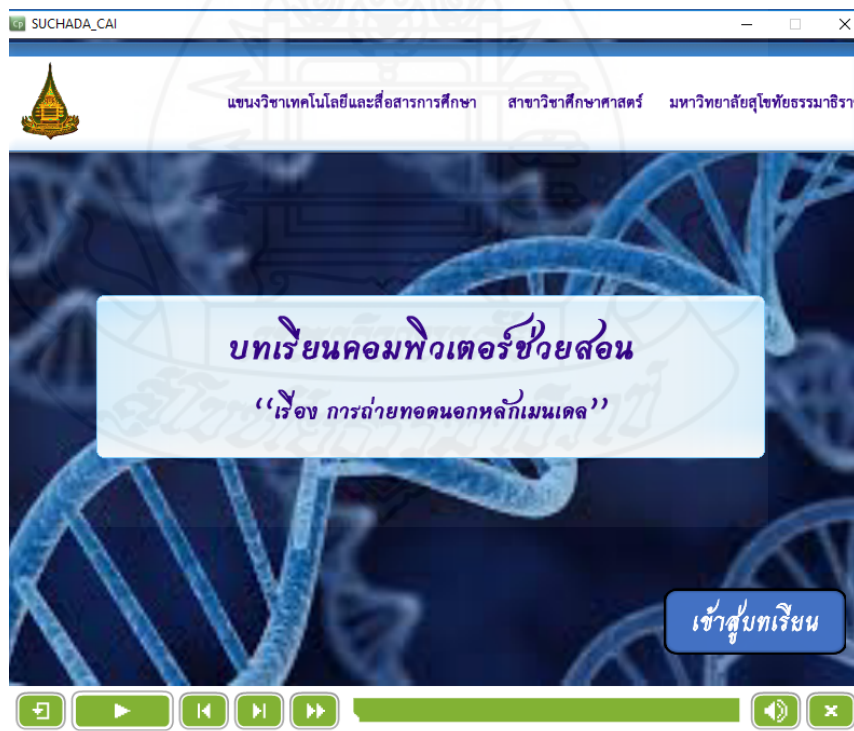 Cp SUCHADA_CAI
แขนงวิชาเทคโนโลยีและสื่อสารการศึกษา สาขาวิชาศึกษาศาสตร์ มหาวิทยาลัยสุโขทัยธรรมาธิรา
บทเรียนคอมพิวเตอร์ช่วยสอน
‘‘เรื่อง การถ่ายทอดนอกหลักเมนเดล’’
เข้าสู่บทเรียน